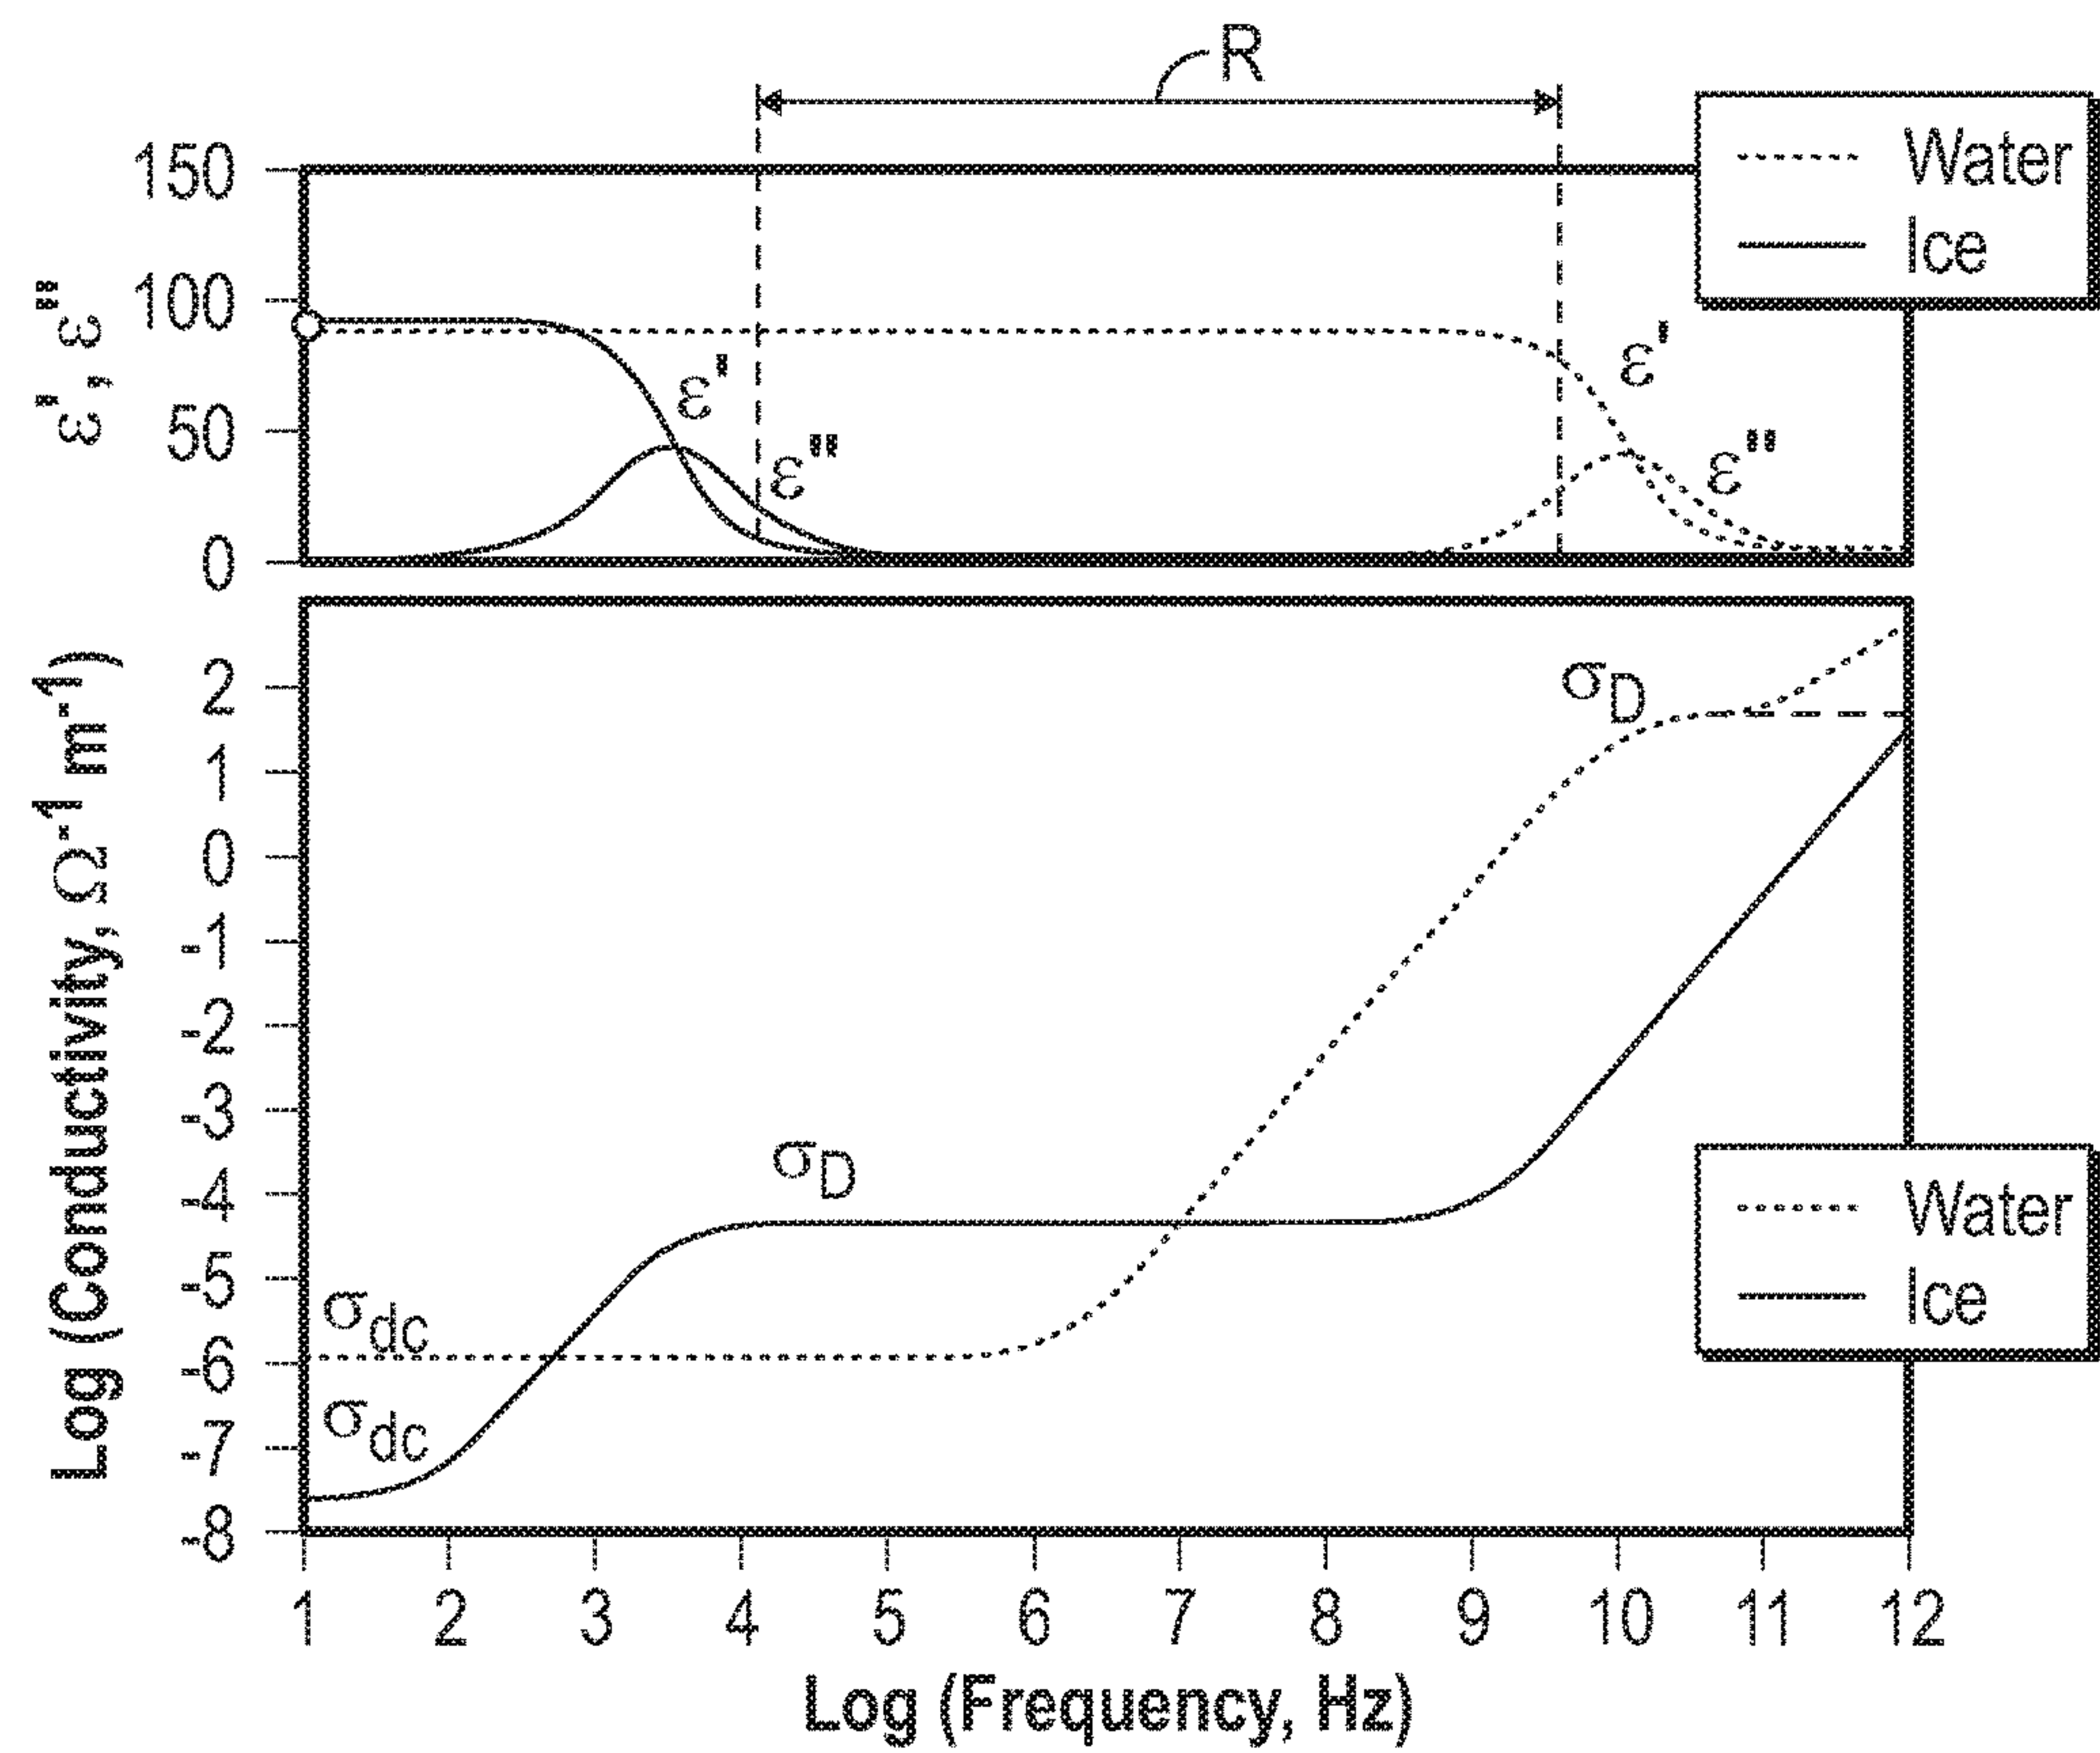 R
150
100
50
0
ε', ε"
Water
Ice
ε'
ε"
ε'
ε"
2
1
0
-1
-2
-3
-4
-5
-6
-7
-8
Log (Conductivity, Ω⁻¹ m⁻¹)
σD
σD
σdc
σdc
Water
Ice
1 2 3 4 5 6 7 8 9 10 11 12
Log (Frequency, Hz)